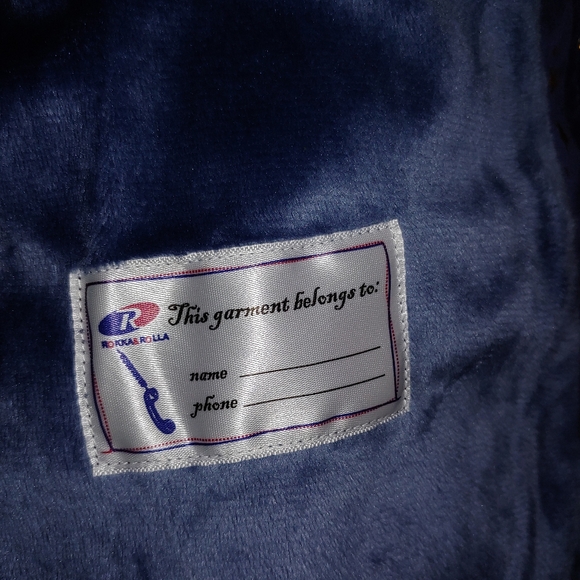 R
ROKKA&ROLLA
This garment belongs to:
name
phone